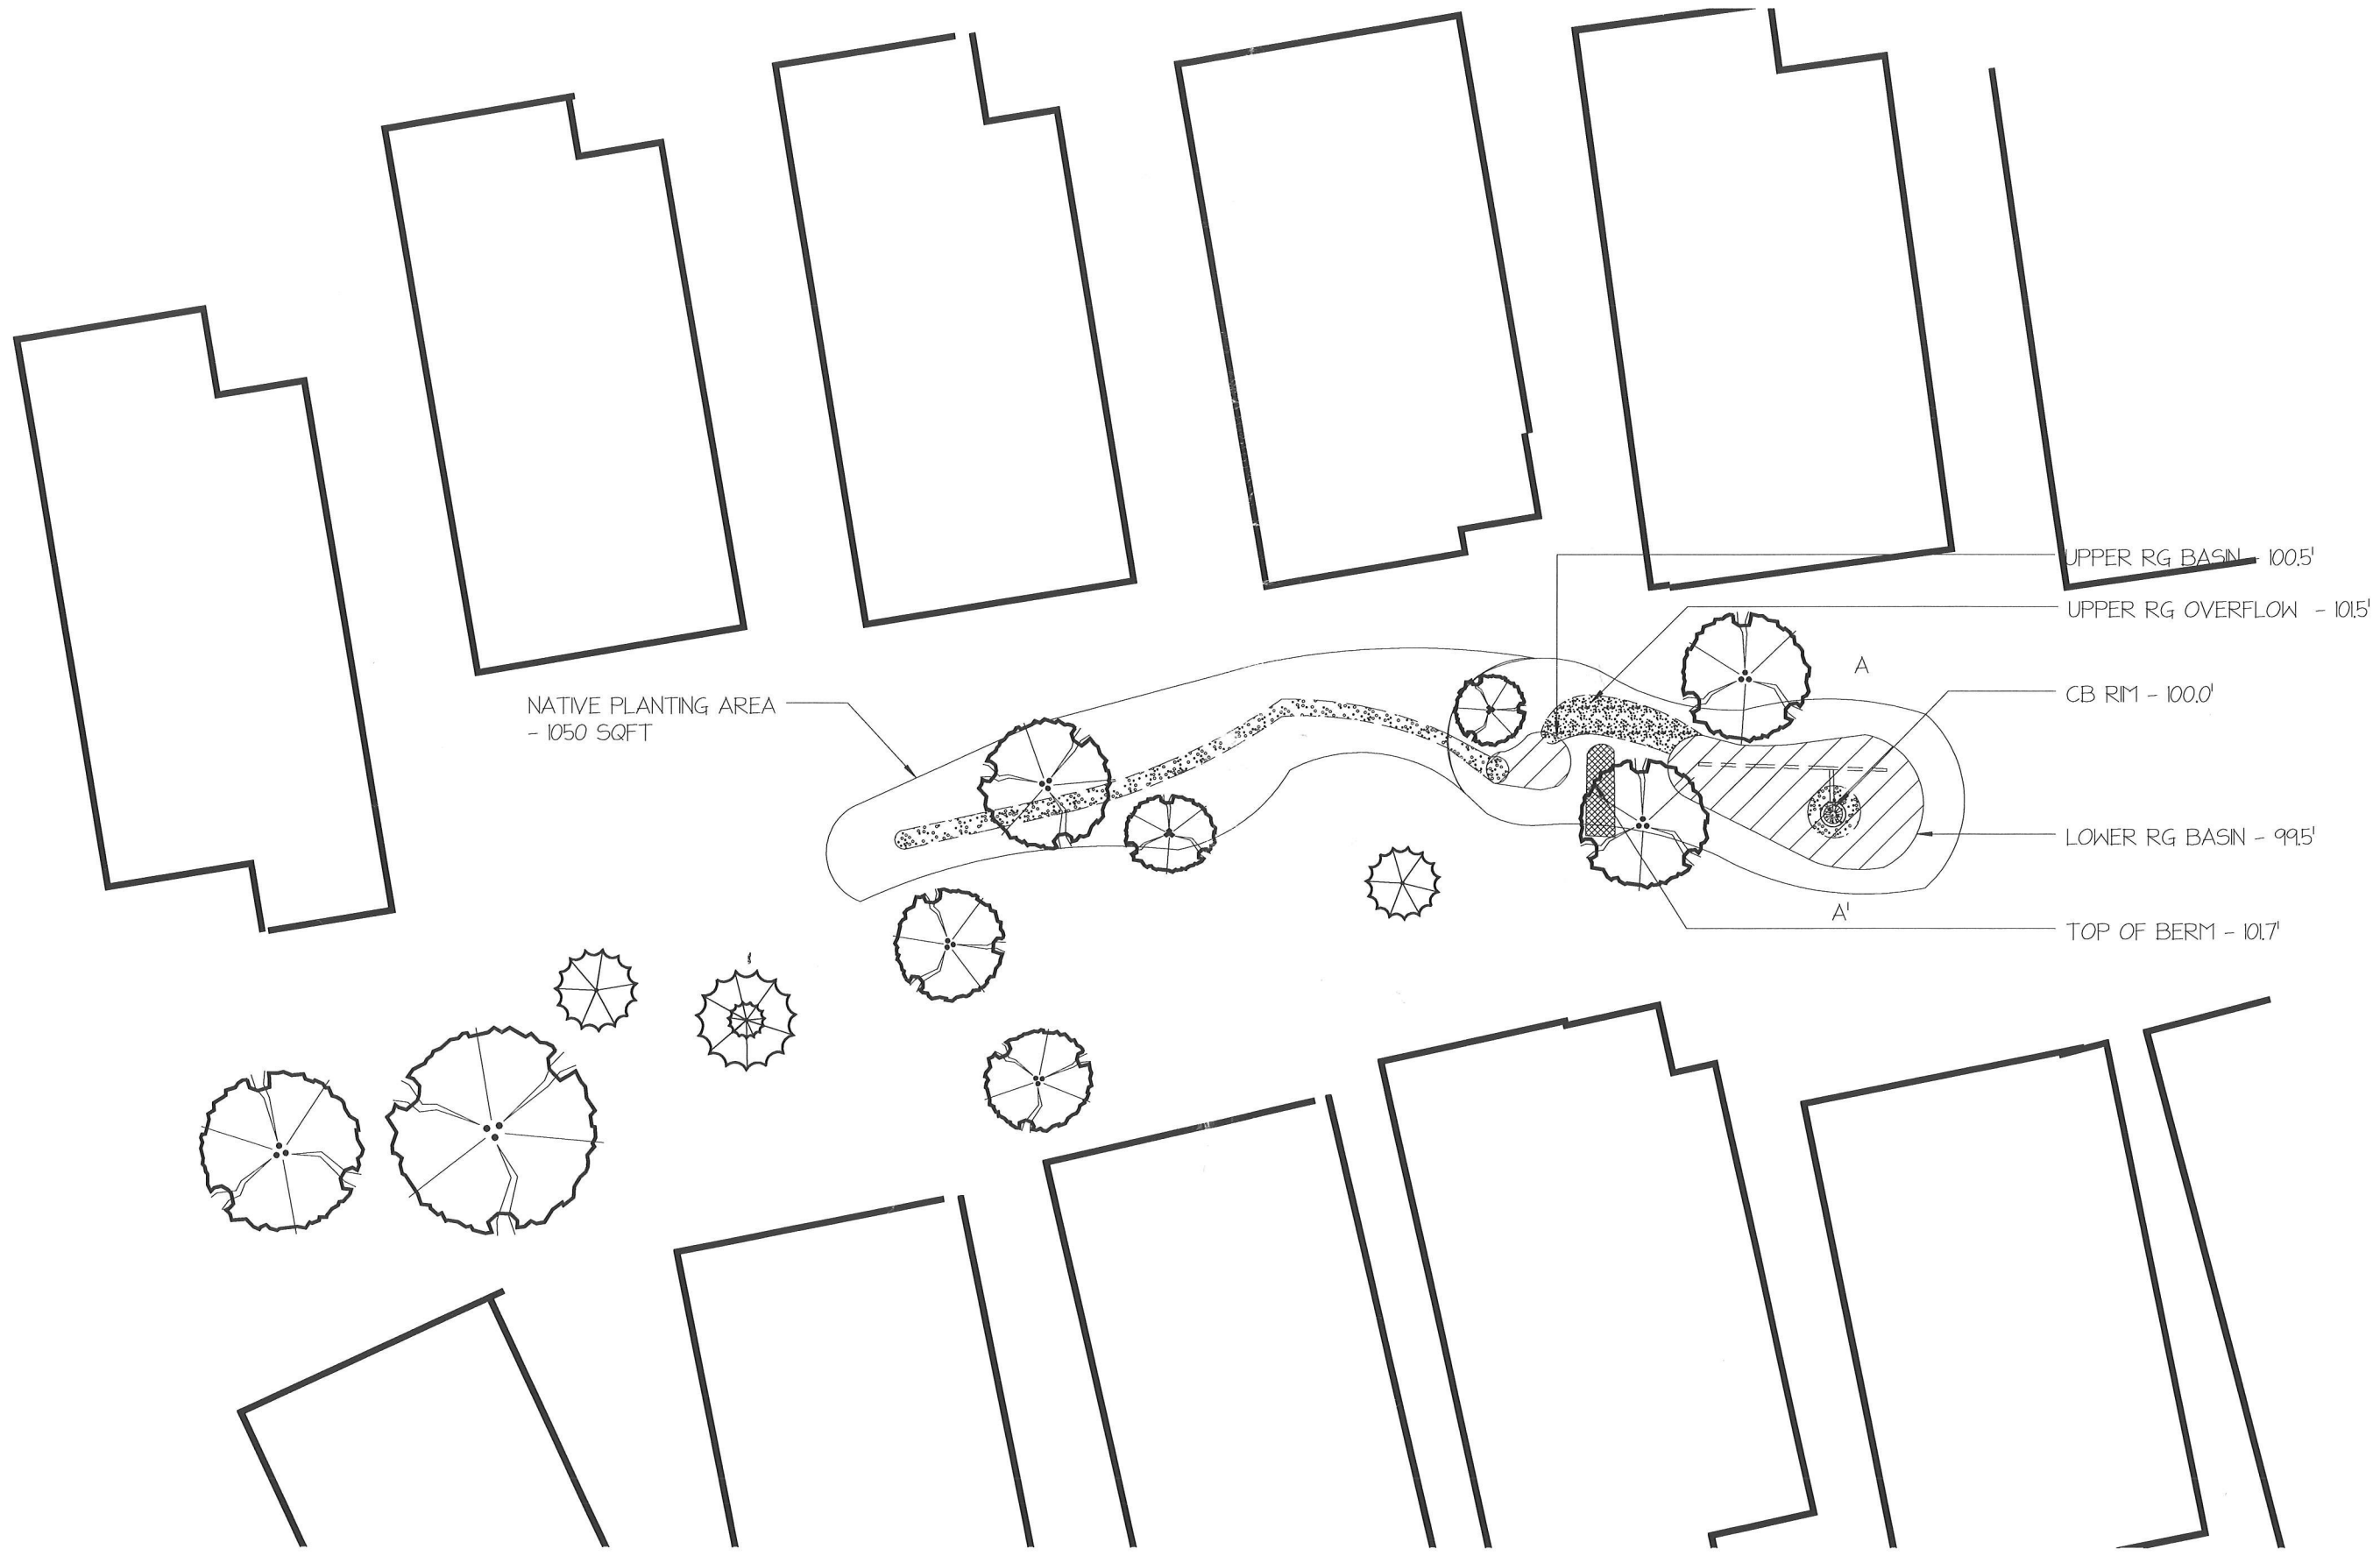 UPPER RG BASIN - 100.5'
UPPER RG OVERFLOW - 101.5'
A
CB RIM - 100.0'
NATIVE PLANTING AREA
- 1050 SQFT
LOWER RG BASIN - 99.5'
A'
TOP OF BERM - 101.7'